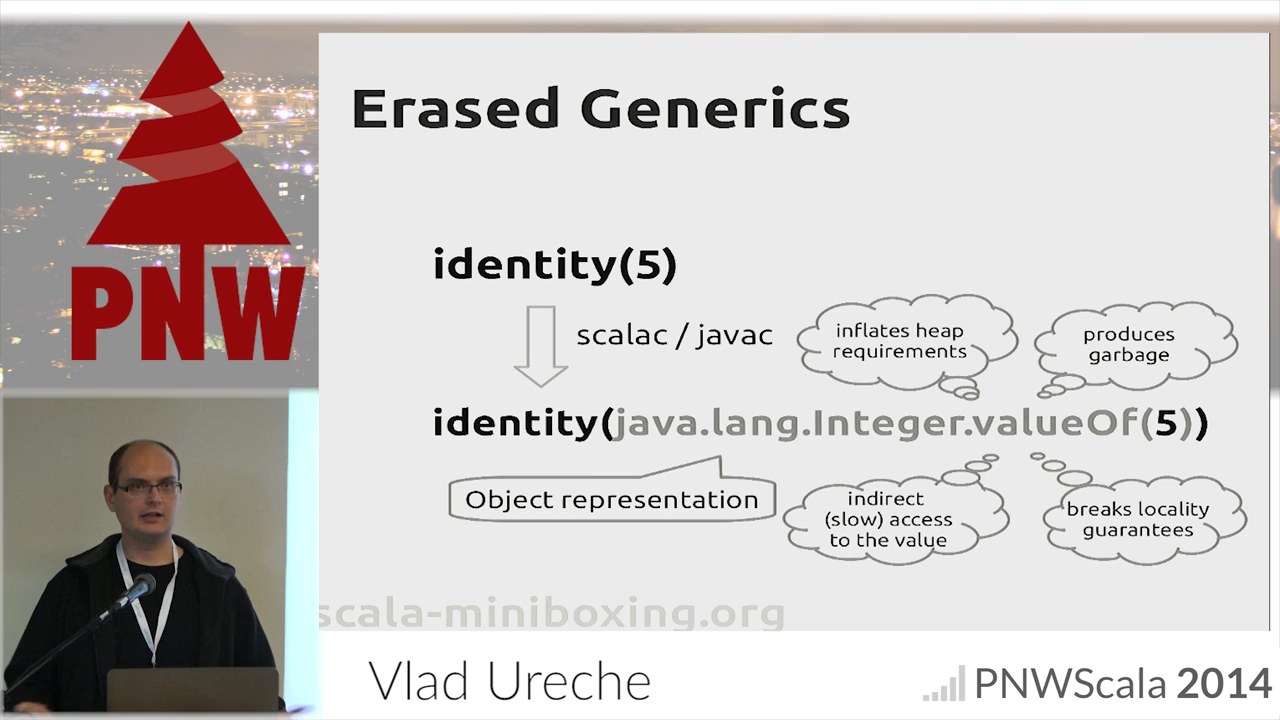 PNW
Erased Generics
identity(5)
scalac / javac
inflates heap
requirements
produces
garbage
identity(java.lang.Integer.valueOf(5))
Object representation
indirect
(slow) access
to the value
breaks locality
guarantees
scala-miniboxing.org
Vlad Ureche
PNWScala 2014